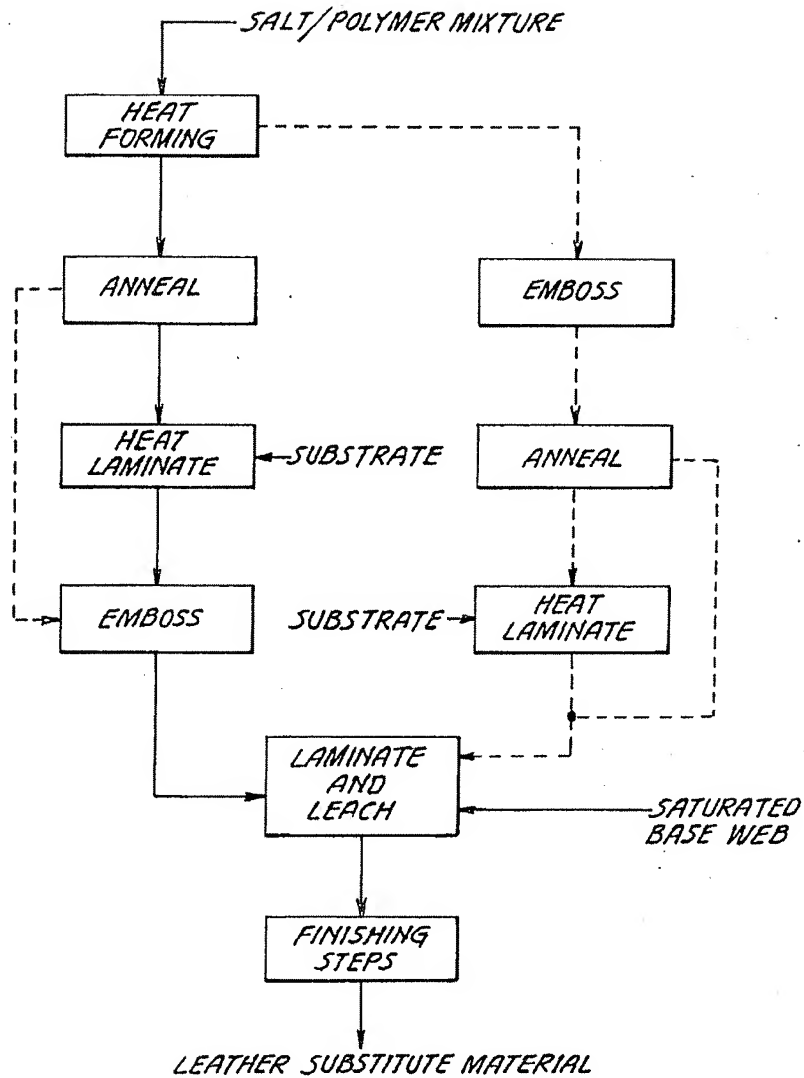 SALT/POLYMER MIXTURE
HEAT
FORMING
ANNEAL
EMBOSS
HEAT
LAMINATE
SUBSTRATE
ANNEAL
EMBOSS
SUBSTRATE
HEAT
LAMINATE
LAMINATE
AND
LEACH
SATURATED
BASE WEB
FINISHING
STEPS
LEATHER SUBSTITUTE MATERIAL